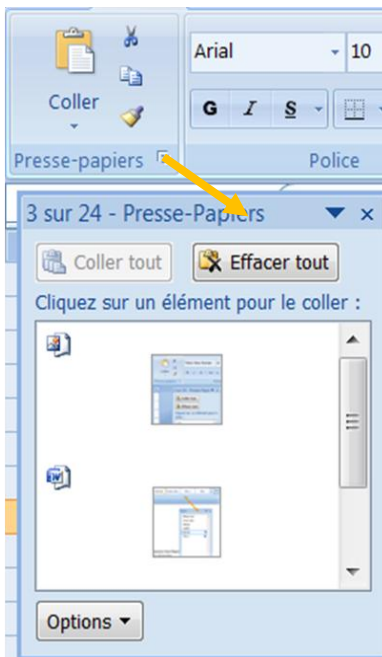 Arial
10
Coller
G I S
Presse-papiers
Police
3 sur 24 - Presse-Papiers
Coller tout
Effacer tout
Cliquez sur un élément pour le coller :
Options